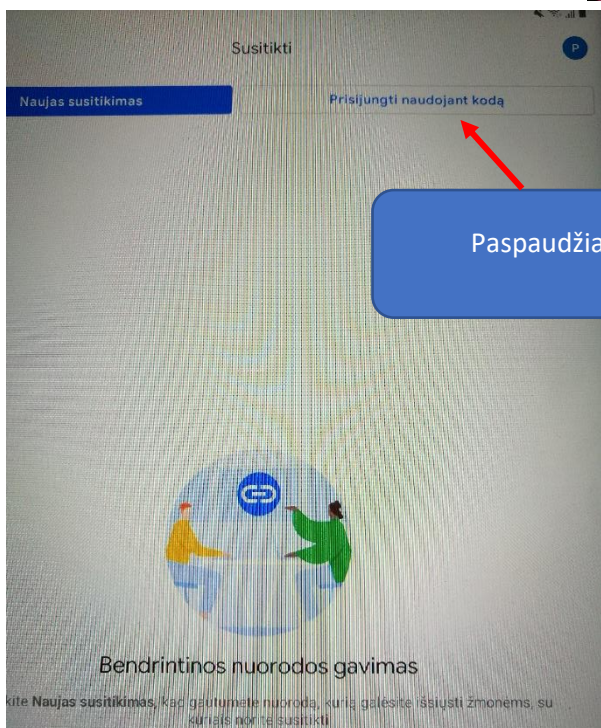 Susitikti
P
Naujas susitikimas
Prisijungti naudojant kodą
Paspaudžia
Bendrintinos nuorodos gavimas
kite Naujas susitikimas, kad gautumėte nuorodą, kurią galėsite išsiųsti žmonėms, su
kuriais norite susitikti